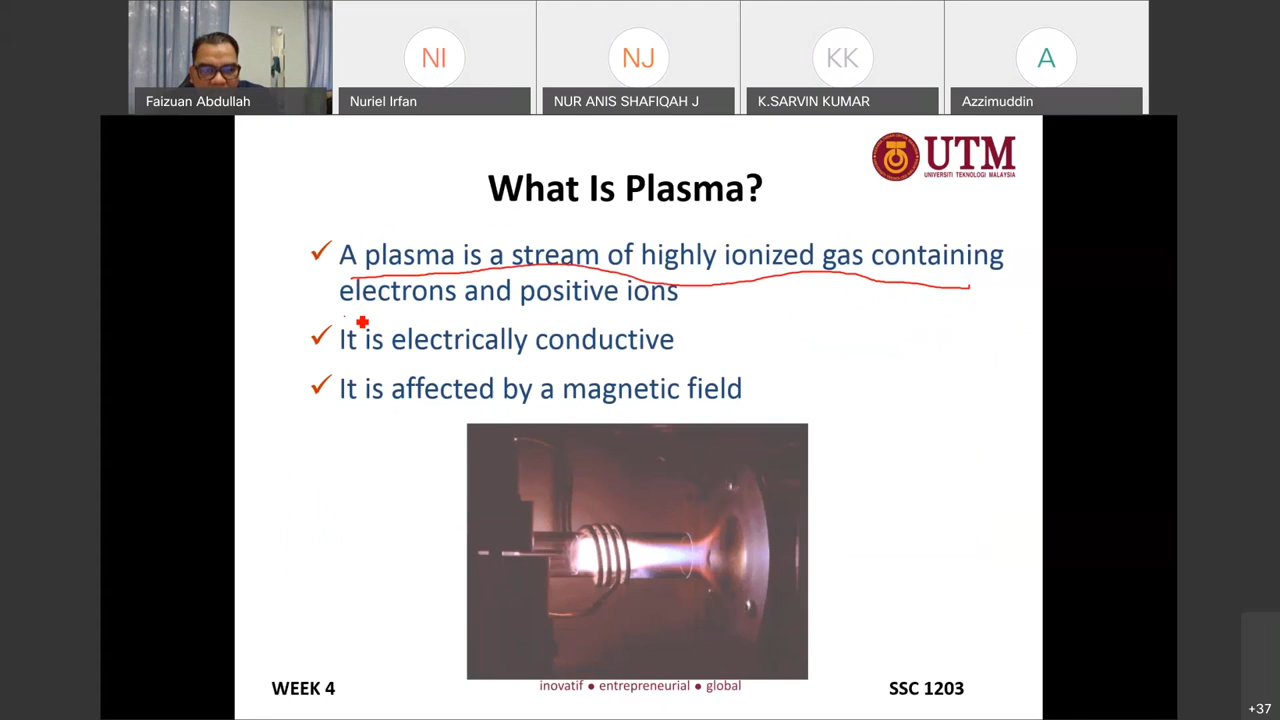 NI
NJ
KK
A
Faizuan Abdullah
Nuriel Irfan
NUR ANIS SHAFIQAH J
K.SARVIN KUMAR
Azzimuddin
UTM
UNIVERSITI TEKNOLOGI MALAYSIA
What Is Plasma?
✓ A plasma is a stream of highly ionized gas containing
electrons and positive ions
✓ It is electrically conductive
✓ It is affected by a magnetic field
WEEK 4
inovatif ● entrepreneurial ● global
SSC 1203
+37